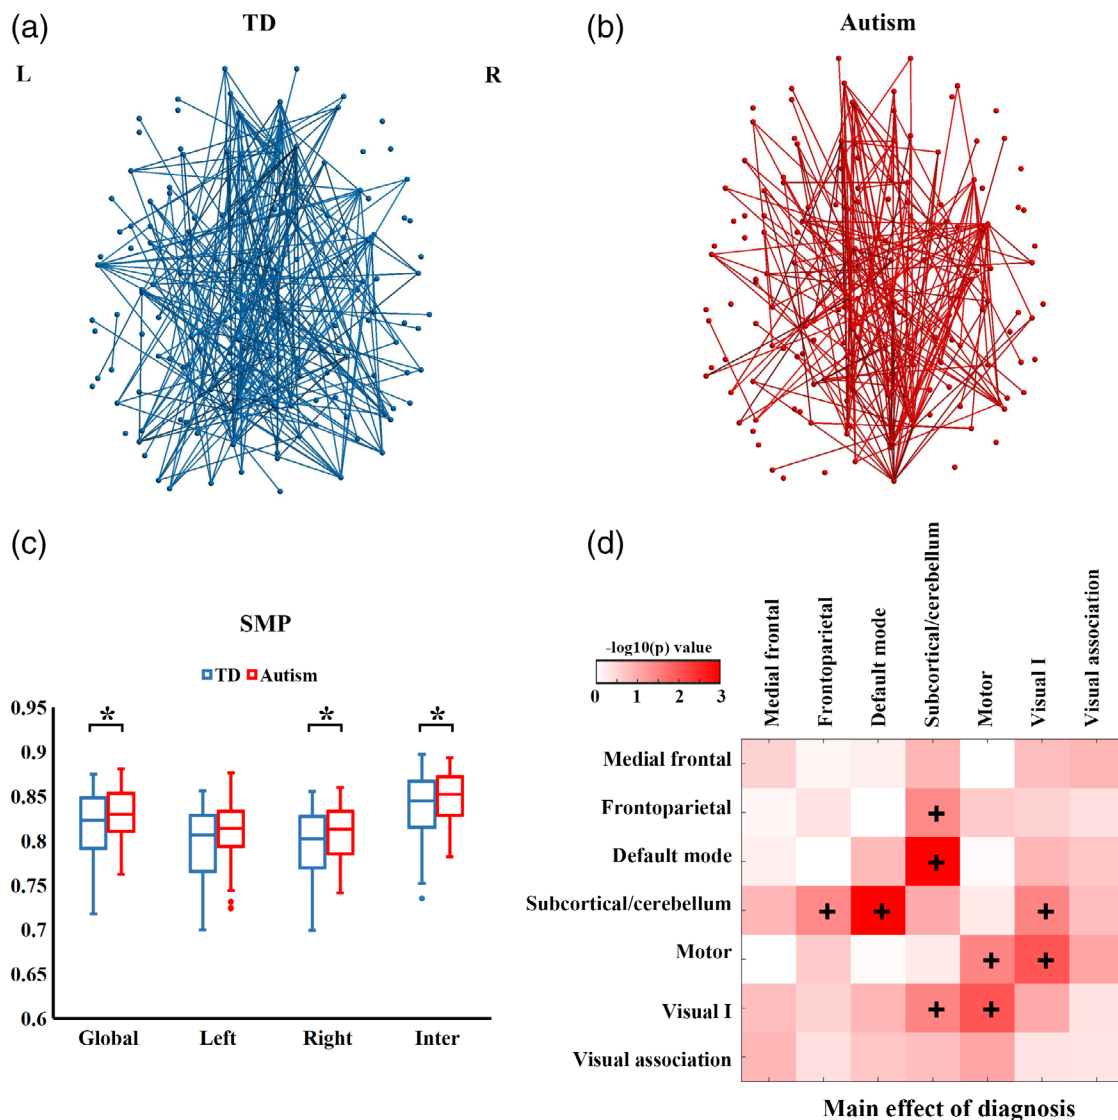 (a)
TD
(b)
Autism
L
R
(c)
SMP
TD
Autism
0.95
0.9
0.85
0.8
0.75
0.7
0.65
0.6
*
*
*
Global
Left
Right
Inter
(d)
-log10(p) value
0
1
2
3
Medial frontal
Frontoparietal
Default mode
Subcortical/cerebellum
Motor
Visual I
Visual association
Medial frontal
Frontoparietal
+
Default mode
+
Subcortical/cerebellum
+ + +
Motor
+ +
Visual I
+ +
Visual association
Main effect of diagnosis